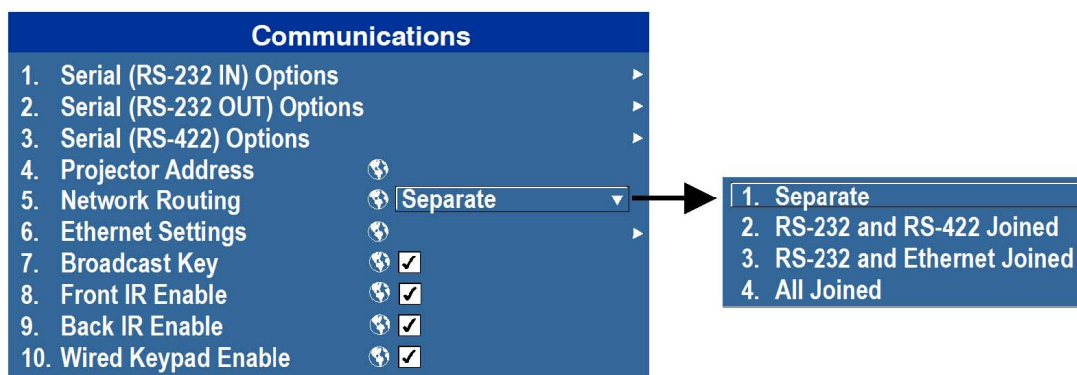 Communications
1. Serial (RS-232 IN) Options
2. Serial (RS-232 OUT) Options
3. Serial (RS-422) Options
4. Projector Address
5. Network Routing Separate
6. Ethernet Settings
7. Broadcast Key
8. Front IR Enable
9. Back IR Enable
10. Wired Keypad Enable
1. Separate
2. RS-232 and RS-422 Joined
3. RS-232 and Ethernet Joined
4. All Joined